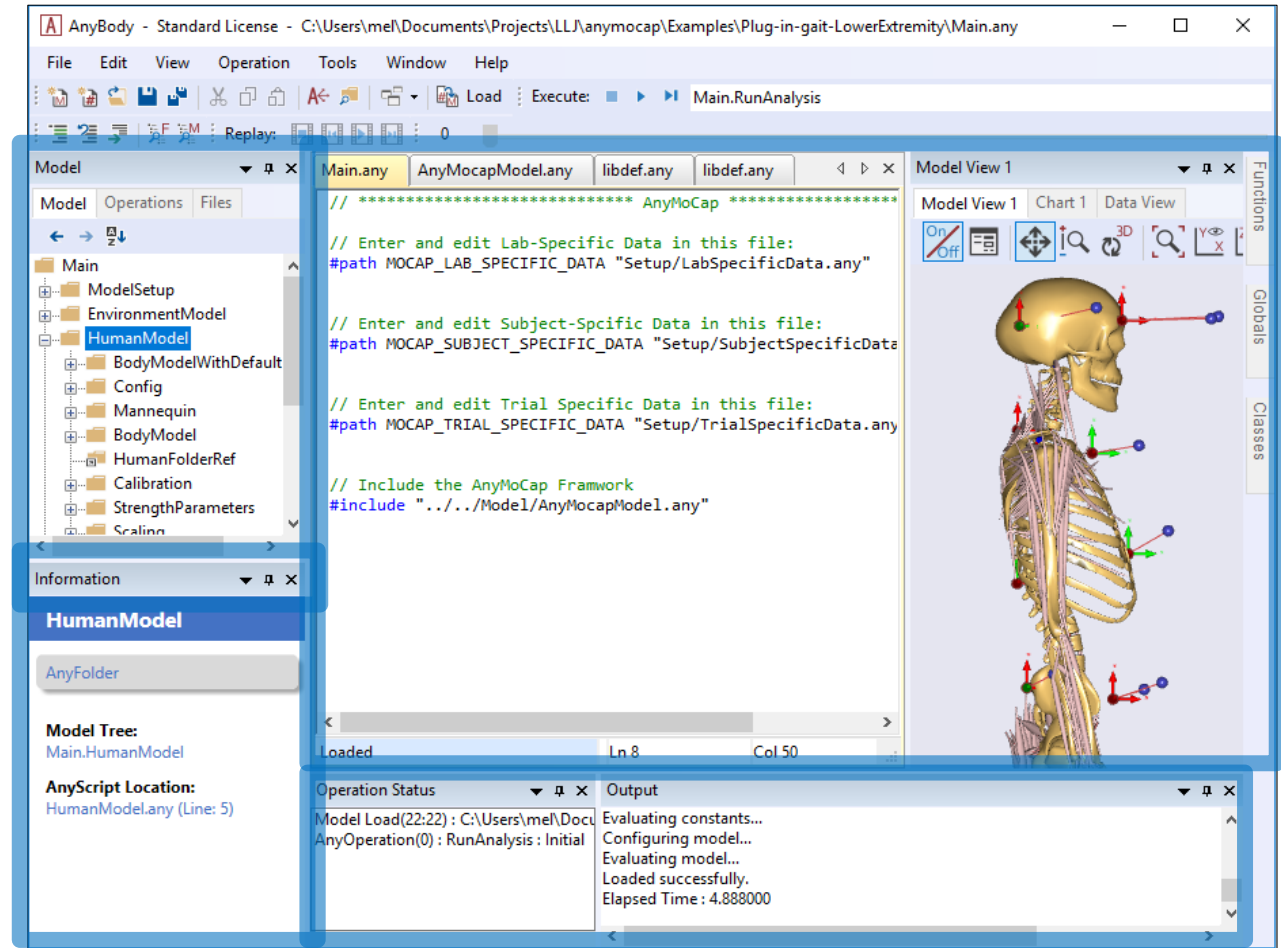 AnyBody - Standard License - C:\Users\mel\Documents\Projects\LLJ\anymocap\Examples\Plug-in-gait-LowerExtremity\Main.any
File Edit View Operation Tools Window Help
Load Execute: Main.RunAnalysis
Replay: 0
Model
Model Operations Files
Main
ModelSetup
EnvironmentModel
HumanModel
BodyModelWithDefault
Config
Mannequin
BodyModel
HumanFolderRef
Calibration
StrengthParameters
Scaling
Information
HumanModel
AnyFolder
Model Tree:
Main.HumanModel
AnyScript Location:
HumanModel.any (Line: 5)
Main.any AnyMocapModel.any libdef.any libdef.any
// ***************************** AnyMoCap ******************
// Enter and edit Lab-Specific Data in this file:
#path MOCAP_LAB_SPECIFIC_DATA "Setup/LabSpecificData.any"
// Enter and edit Subject-Spcific Data in this file:
#path MOCAP_SUBJECT_SPECIFIC_DATA "Setup/SubjectSpecificData
// Enter and edit Trial Specific Data in this file:
#path MOCAP_TRIAL_SPECIFIC_DATA "Setup/TrialSpecificData.any
// Include the AnyMoCap Framwork
#include "../../Model/AnyMocapModel.any"
Loaded Ln 8 Col 50
Model View 1
Model View 1 Chart 1 Data View
On/Off 3D Y X
Functions
Globals
Classes
Operation Status
Model Load(22:22) : C:\Users\mel\Docu
AnyOperation(0) : RunAnalysis : Initial
Output
Evaluating constants...
Configuring model...
Evaluating model...
Loaded successfully.
Elapsed Time : 4.888000